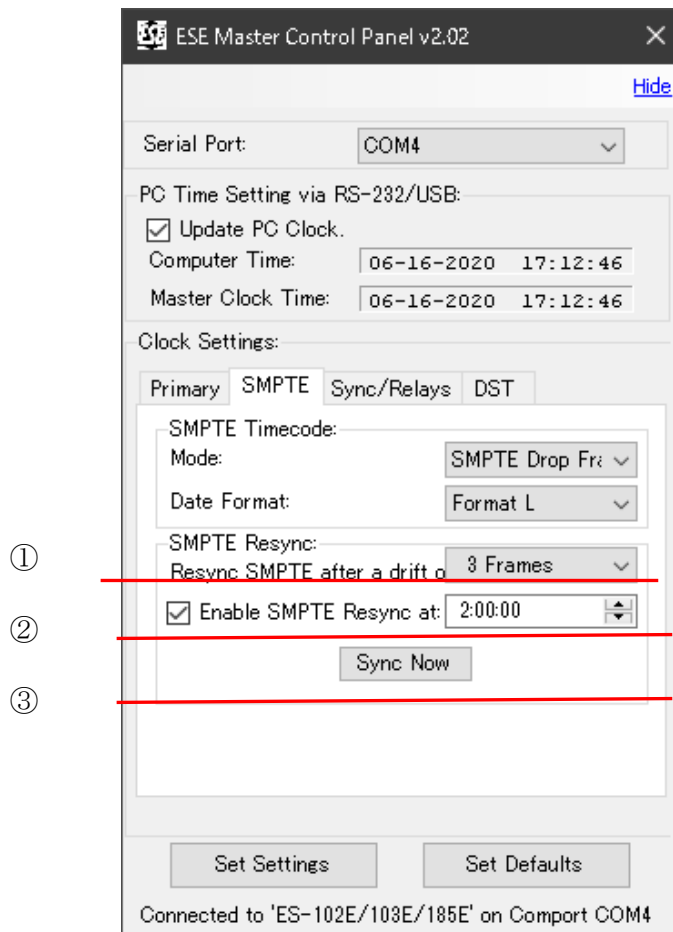 ESE Master Control Panel v2.02
Hide
Serial Port: COM4
PC Time Setting via RS-232/USB:
Update PC Clock.
Computer Time: 06-16-2020 17:12:46
Master Clock Time: 06-16-2020 17:12:46
Clock Settings:
Primary SMPTE Sync/Relays DST
SMPTE Timecode:
Mode: SMPTE Drop Fra
Date Format: Format L
SMPTE Resync:
① Resync SMPTE after a drift o 3 Frames
② Enable SMPTE Resync at: 2:00:00
Sync Now
③
Set Settings Set Defaults
Connected to 'ES-102E/103E/185E' on Comport COM4